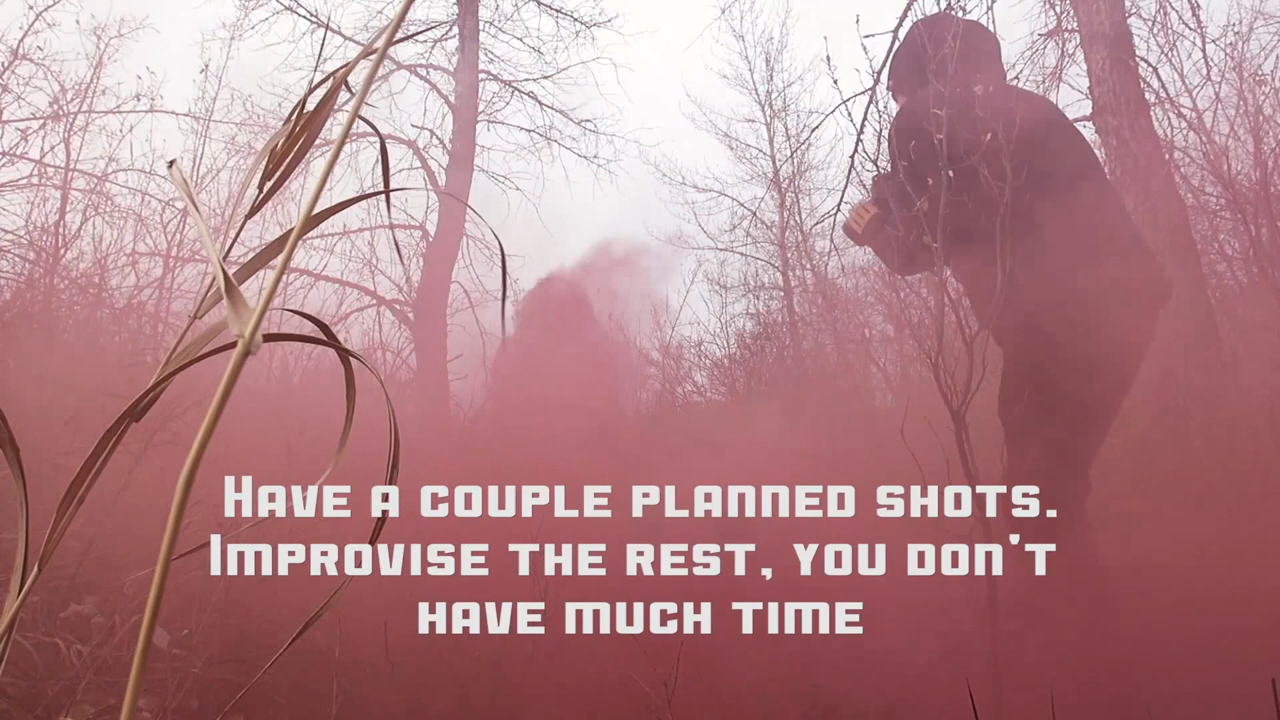 Have a couple planned shots.
Improvise the rest, you don't
have much time